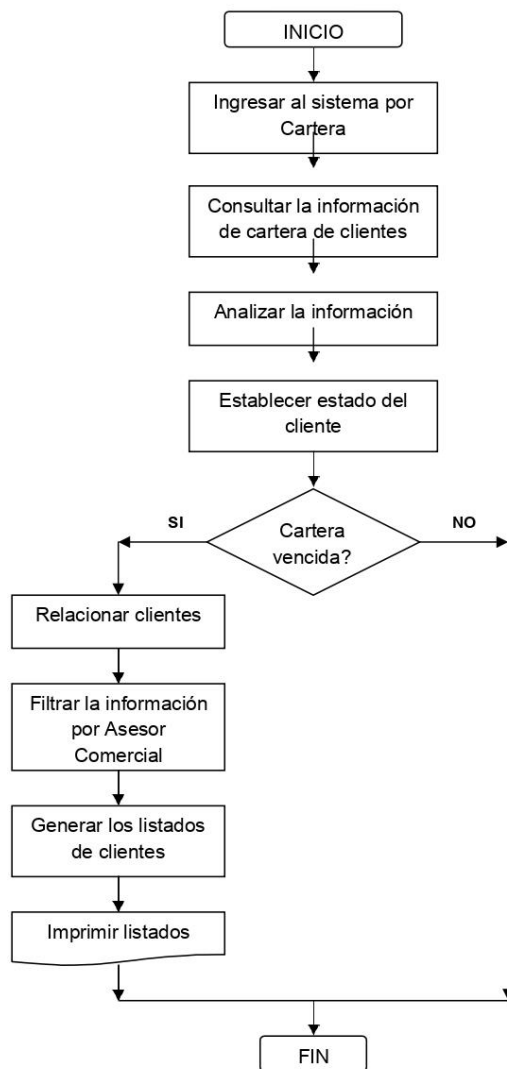 INICIO
Ingresar al sistema por
Cartera
Consultar la información
de cartera de clientes
Analizar la información
Establecer estado del
cliente
SI
NO
Cartera
vencida?
Relacionar clientes
Filtrar la información
por Asesor
Comercial
Generar los listados
de clientes
Imprimir listados
FIN